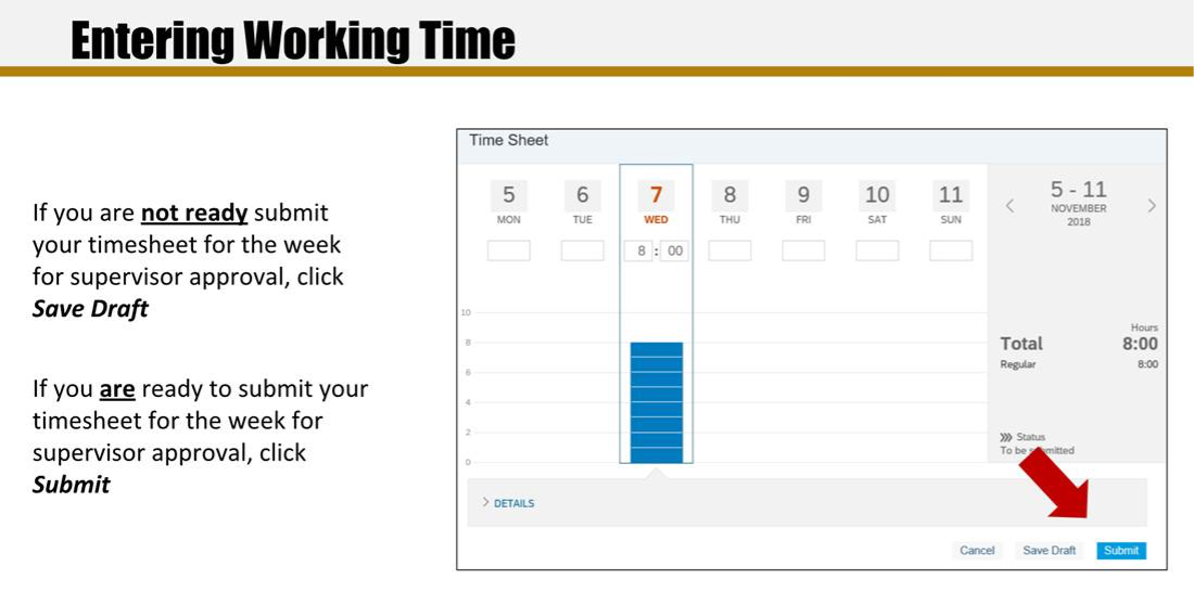 Entering Working Time
If you are not ready submit
your timesheet for the week
for supervisor approval, click
Save Draft
If you are ready to submit your
timesheet for the week for
supervisor approval, click
Submit
Time Sheet
5 6 7 8 9 10 11
MON TUE WED THU FRI SAT SUN
8 : 00
5 - 11
NOVEMBER
2018
10
8
6
4
2
0
Hours
Total 8:00
Regular 8:00
Status
To be
DETAILS
Cancel Save Draft Submit